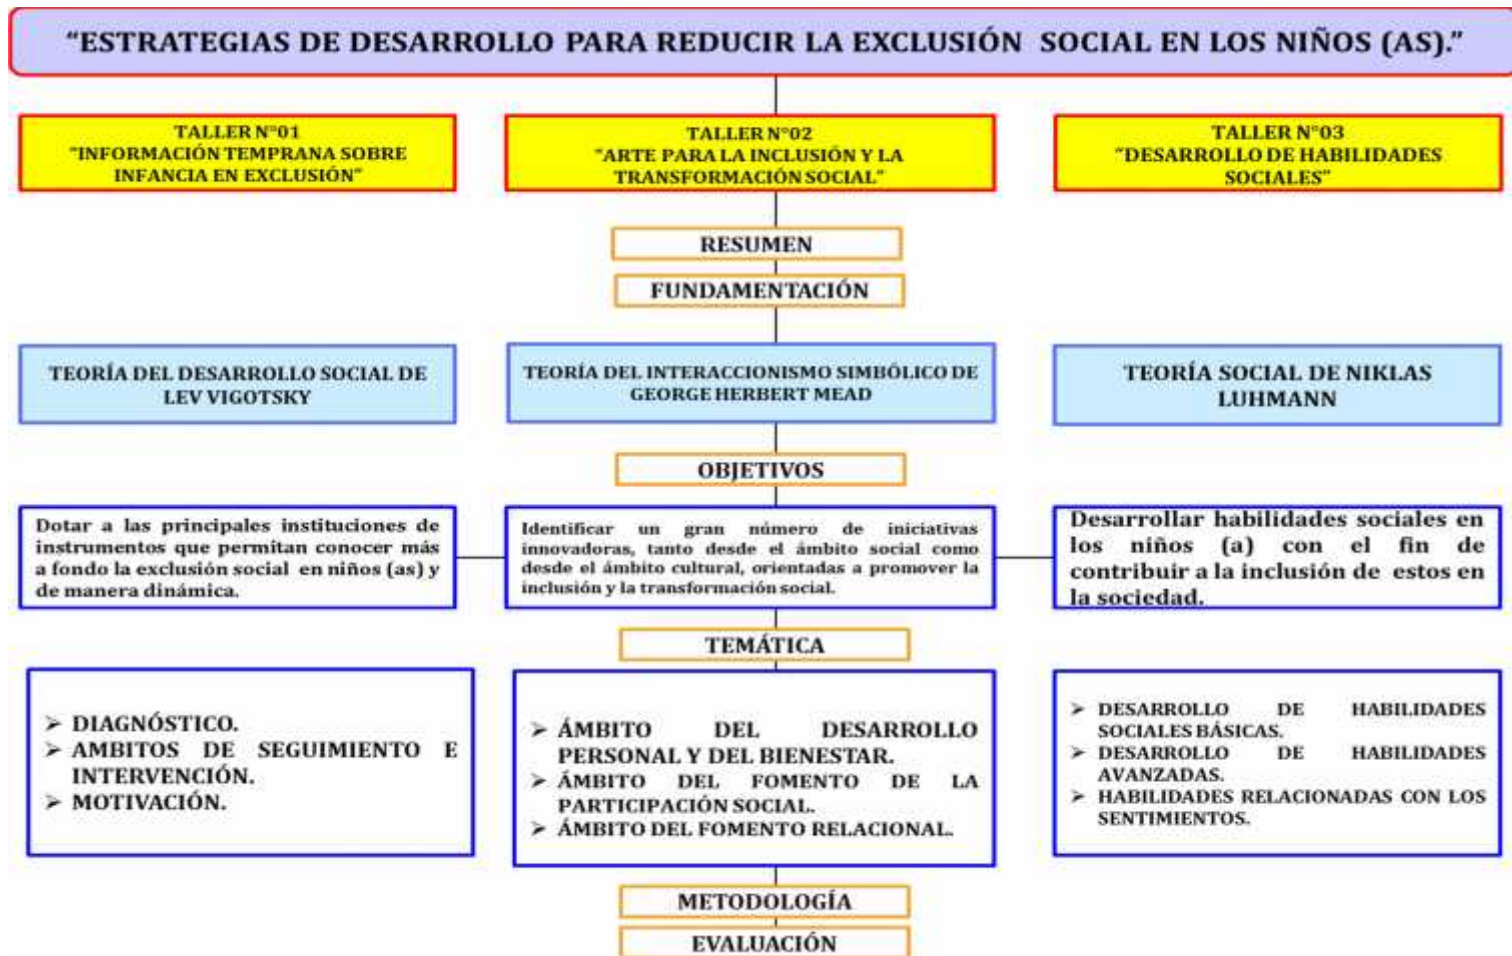 “ESTRATEGIAS DE DESARROLLO PARA REDUCIR LA EXCLUSIÓN SOCIAL EN LOS NIÑOS (AS).”
TALLER N°01
“INFORMACIÓN TEMPRANA SOBRE
INFANCIA EN EXCLUSIÓN”
TALLER N°02
“ARTE PARA LA INCLUSIÓN Y LA
TRANSFORMACIÓN SOCIAL”
TALLER N°03
“DESARROLLO DE HABILIDADES
SOCIALES”
RESUMEN
FUNDAMENTACIÓN
TEORÍA DEL DESARROLLO SOCIAL DE
LEV VIGOTSKY
TEORÍA DEL INTERACCIONISMO SIMBÓLICO DE
GEORGE HERBERT MEAD
TEORÍA SOCIAL DE NIKLAS
LUHMANN
OBJETIVOS
Dotar a las principales instituciones de
instrumentos que permitan conocer más
a fondo la exclusión social en niños (as) y
de manera dinámica.
Identificar un gran número de iniciativas
innovadoras, tanto desde el ámbito social como
desde el ámbito cultural, orientadas a promover la
inclusión y la transformación social.
Desarrollar habilidades sociales en
los niños (a) con el fin de
contribuir a la inclusión de estos en
la sociedad.
TEMÁTICA
➢ DIAGNÓSTICO.
➢ AMBITOS DE SEGUIMIENTO E
INTERVENCIÓN.
➢ MOTIVACIÓN.
➢ ÁMBITO DEL DESARROLLO
PERSONAL Y DEL BIENESTAR.
➢ ÁMBITO DEL FOMENTO DE LA
PARTICIPACIÓN SOCIAL.
➢ ÁMBITO DEL FOMENTO RELACIONAL.
➢ DESARROLLO DE HABILIDADES
SOCIALES BÁSICAS.
➢ DESARROLLO DE HABILIDADES
AVANZADAS.
➢ HABILIDADES RELACIONADAS CON LOS
SENTIMIENTOS.
METODOLOGÍA
EVALUACIÓN